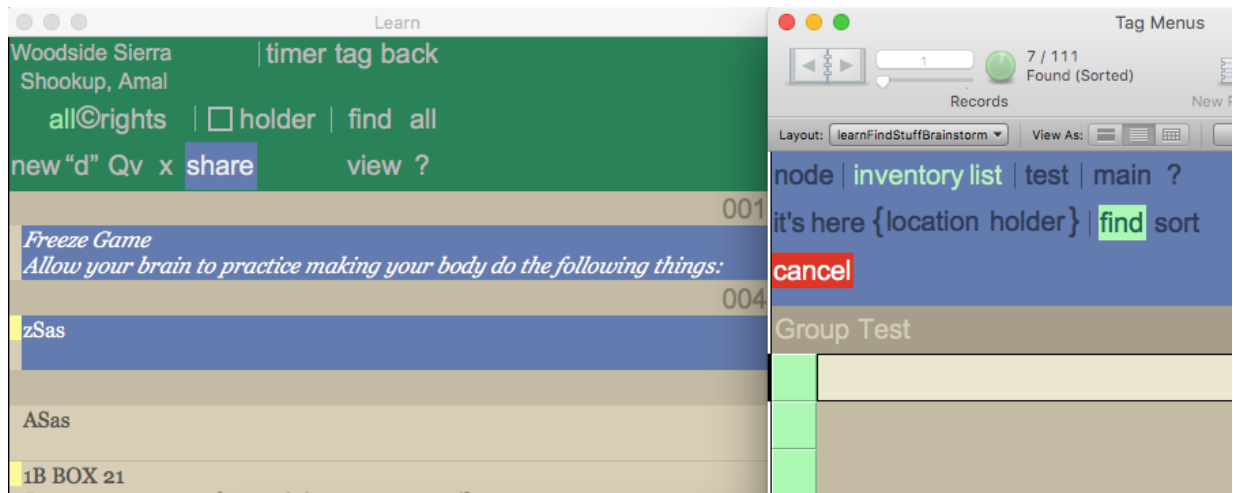 Learn
Woodside Sierra
timer tag back
Shookup, Amal
all©rights | holder | find all
new "d" Qv x share view ?
001
Freeze Game
Allow your brain to practice making your body do the following things:
004
zSas
ASas
1B BOX 21
Tag Menus
1
7 / 111
Found (Sorted)
Records
Layout: learnFindStuffBrainstorm
View As:
node | inventory list | test | main ?
it's here {location holder} | find sort
cancel
Group Test